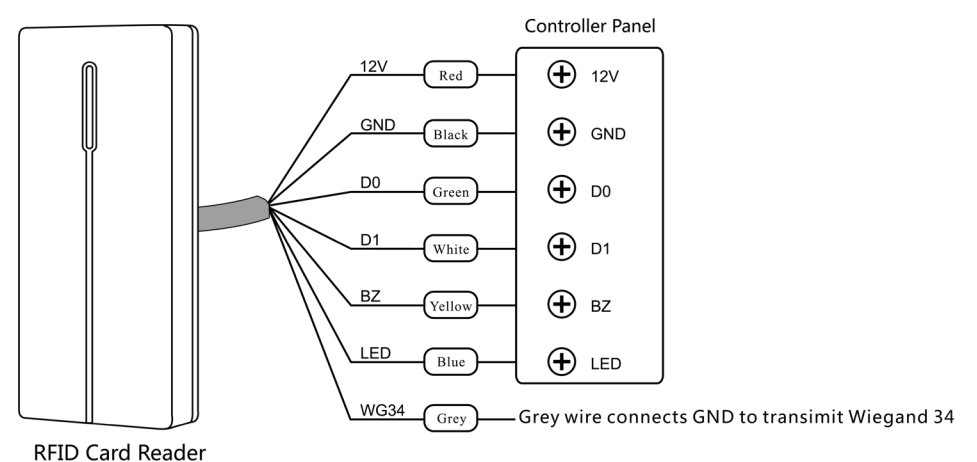 Controller Panel
12V Red 12V
GND Black GND
D0 Green D0
D1 White D1
BZ Yellow BZ
LED Blue LED
WG34 Grey Grey wire connects GND to transimit Wiegand 34
RFID Card Reader